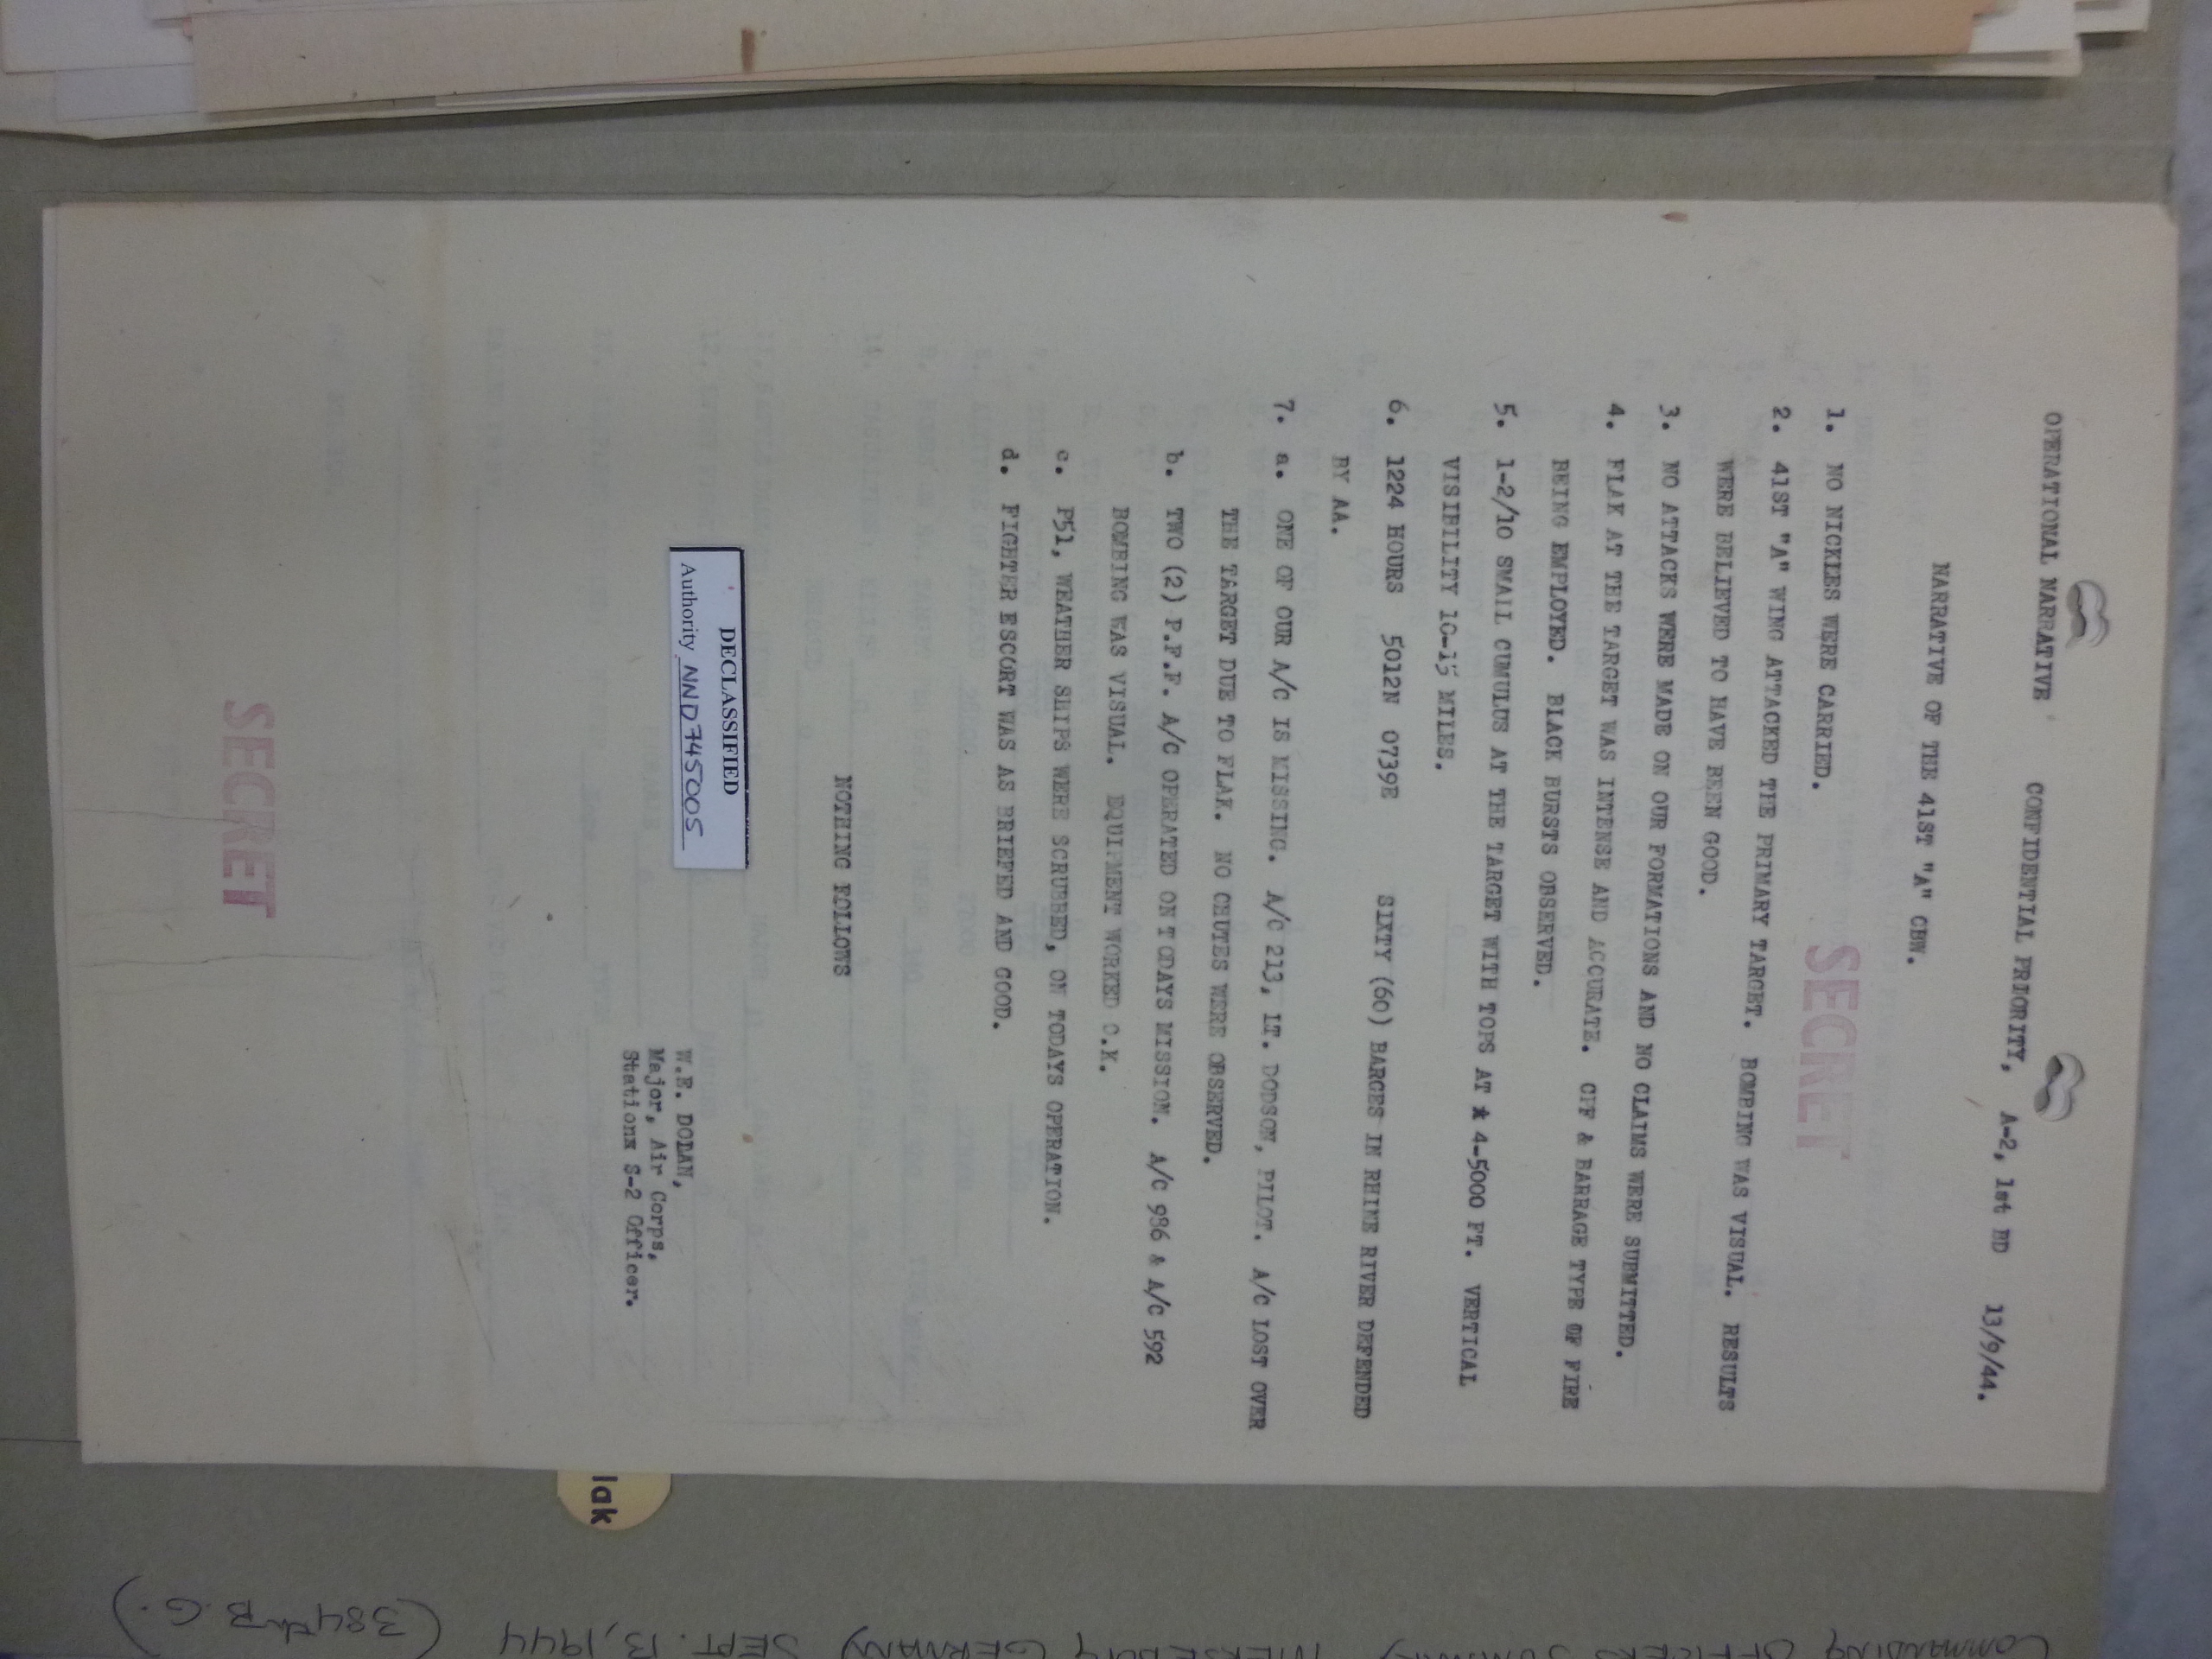 OPERATIONAL NARRATIVE CONFIDENTIAL PRIORITY, A-2, 1st BD 13/9/44.
NARRATIVE OF THE 41ST "A" CBW.
SECRET
1. NO NICKLES WERE CARRIED.
2. 41ST "A" WING ATTACKED THE PRIMARY TARGET. BOMBING WAS VISUAL. RESULTS
WERE BELIEVED TO HAVE BEEN GOOD.
3. NO ATTACKS WERE MADE ON OUR FORMATIONS AND NO CLAIMS WERE SUBMITTED.
4. FLAK AT THE TARGET WAS INTENSE AND ACCURATE. CFF & BARRAGE TYPE OF FIRE
BEING EMPLOYED. BLACK BURSTS OBSERVED.
5. 1-2/10 SMALL CUMULUS AT THE TARGET WITH TOPS AT 4-5000 FT. VERTICAL
VISIBILITY 10-15 MILES.
6. 1224 HOURS 5012N 0739E SIXTY (60) BARGES IN RHINE RIVER DEFENDED
BY AA.
7. a. ONE OF OUR A/C IS MISSING. A/C 213, LT. DODSON, PILOT. A/C LOST OVER
THE TARGET DUE TO FLAK. NO CHUTES WERE OBSERVED.
b. TWO (2) P.F.F. A/C OPERATED ON TODAYS MISSION. A/C 986 & A/C 592
BOMBING WAS VISUAL. EQUIPMENT WORKED O.K.
c. P51, WEATHER SHIPS WERE SCRUBBED, ON TODAYS OPERATION.
d. FIGHTER ESCORT WAS AS BRIEFED AND GOOD.
NOTHING FOLLOWS
W.E. DOLAN,
Major, Air Corps,
Stationx S-2 Officer.
DECLASSIFIED
Authority NND745005
SECRET
lak
COMMANDING OFFICERS SUMMARY MERSEBURG GERMANY SEPT. 13, 1944 (384th B.G.)